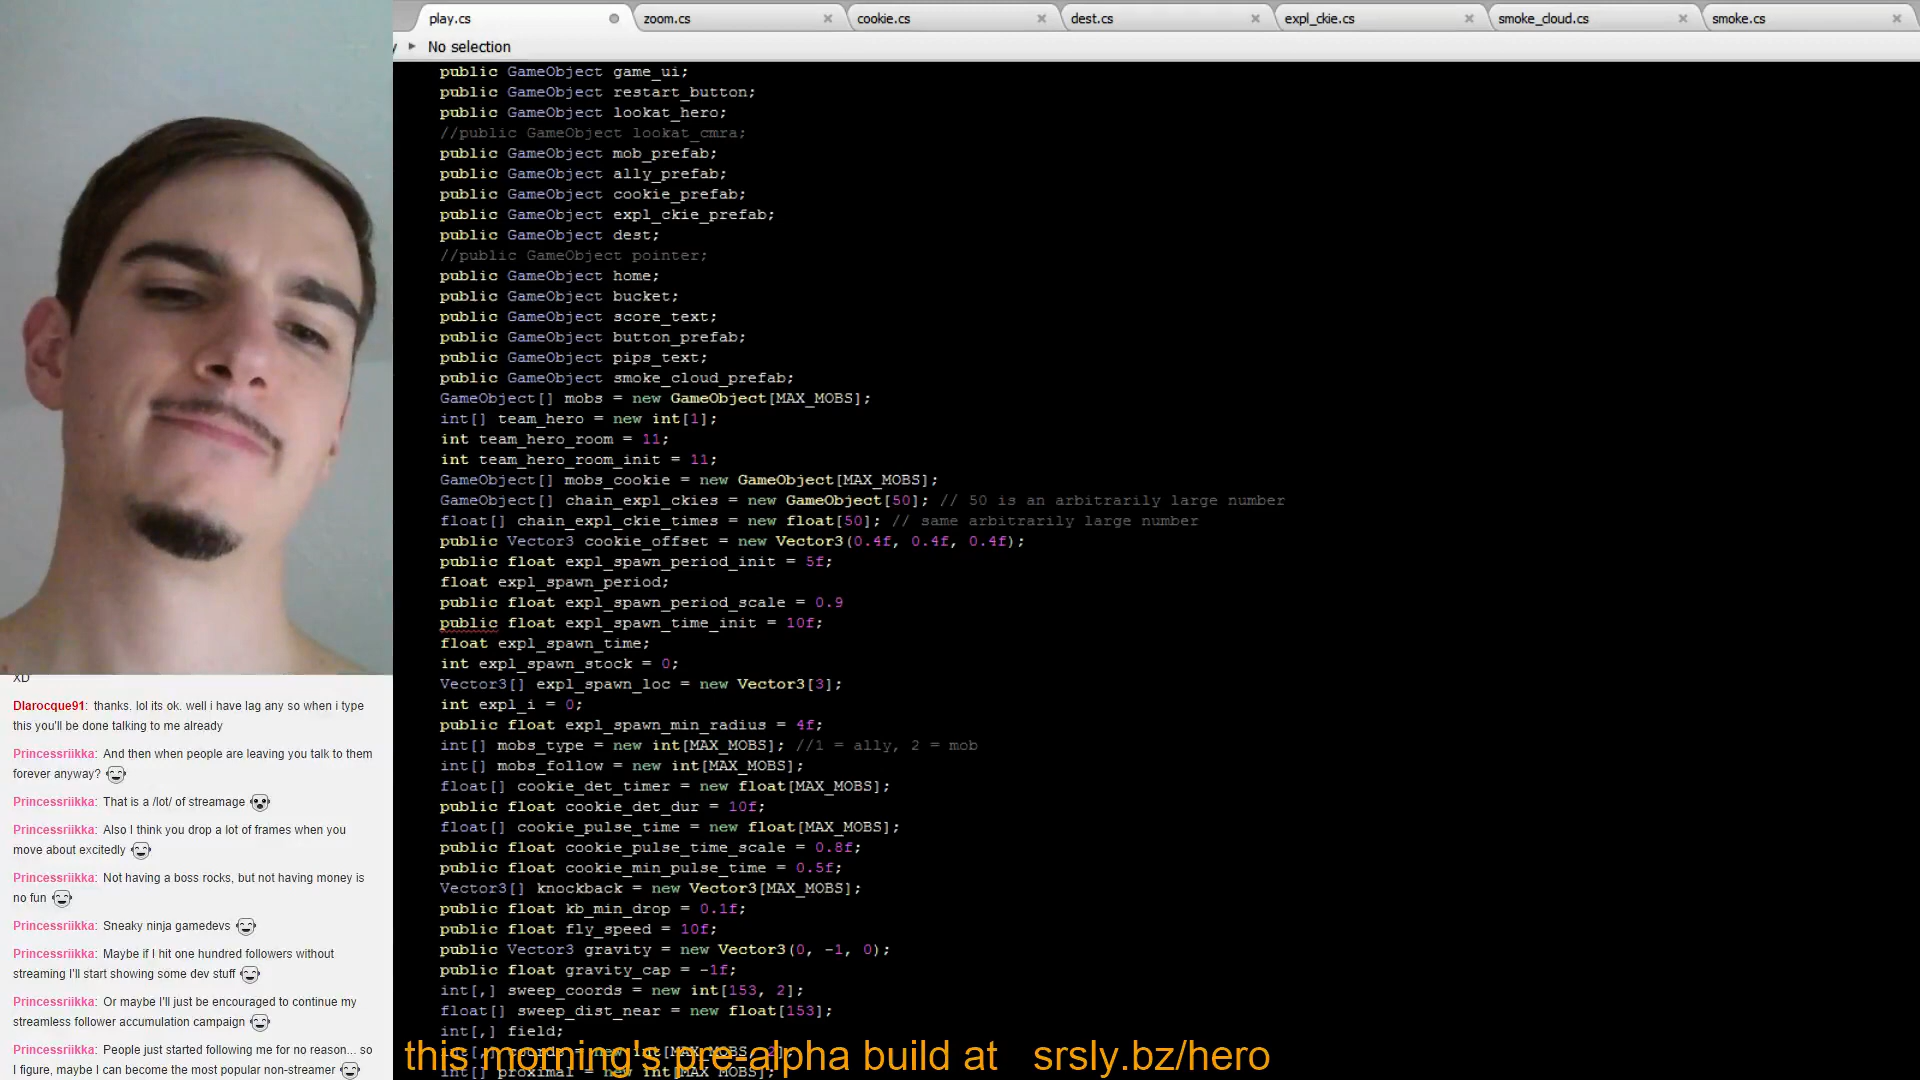 play.cs
zoom.cs
cookie.cs
dest.cs
expl_ckie.cs
smoke_cloud.cs
smoke.cs
No selection
public GameObject game_ui;
public GameObject restart_button;
public GameObject lookat_hero;
//public GameObject lookat_cmra;
public GameObject mob_prefab;
public GameObject ally_prefab;
public GameObject cookie_prefab;
public GameObject expl_ckie_prefab;
public GameObject dest;
//public GameObject pointer;
public GameObject home;
public GameObject bucket;
public GameObject score_text;
public GameObject button_prefab;
public GameObject pips_text;
public GameObject smoke_cloud_prefab;
GameObject[] mobs = new GameObject[MAX_MOBS];
int[] team_hero = new int[1];
int team_hero_room = 11;
int team_hero_room_init = 11;
GameObject[] mobs_cookie = new GameObject[MAX_MOBS];
GameObject[] chain_expl_ckies = new GameObject[50]; // 50 is an arbitrarily large number
float[] chain_expl_ckie_times = new float[50]; // same arbitrarily large number
public Vector3 cookie_offset = new Vector3(0.4f, 0.4f, 0.4f);
public float expl_spawn_period_init = 5f;
float expl_spawn_period;
public float expl_spawn_period_scale = 0.9
public float expl_spawn_time_init = 10f;
float expl_spawn_time;
int expl_spawn_stock = 0;
Vector3[] expl_spawn_loc = new Vector3[3];
int expl_i = 0;
public float expl_spawn_min_radius = 4f;
int[] mobs_type = new int[MAX_MOBS]; //1 = ally, 2 = mob
int[] mobs_follow = new int[MAX_MOBS];
float[] cookie_det_timer = new float[MAX_MOBS];
public float cookie_det_dur = 10f;
float[] cookie_pulse_time = new float[MAX_MOBS];
public float cookie_pulse_time_scale = 0.8f;
public float cookie_min_pulse_time = 0.5f;
Vector3[] knockback = new Vector3[MAX_MOBS];
public float kb_min_drop = 0.1f;
public float fly_speed = 10f;
public Vector3 gravity = new Vector3(0, -1, 0);
public float gravity_cap = -1f;
int[,] sweep_coords = new int[153, 2];
float[] sweep_dist_near = new float[153];
int[,] field;
int[,] coords = new int[MAX_MOBS, 2];
int[] proximal = new int[MAX_MOBS];
XD
Dlarocque91: thanks. lol its ok. well i have lag any so when i type
this you'll be done talking to me already
Princessriikka: And then when people are leaving you talk to them
forever anyway?
Princessriikka: That is a /lot/ of streamage
Princessriikka: Also I think you drop a lot of frames when you
move about excitedly
Princessriikka: Not having a boss rocks, but not having money is
no fun
Princessriikka: Sneaky ninja gamedevs
Princessriikka: Maybe if I hit one hundred followers without
streaming I'll start showing some dev stuff
Princessriikka: Or maybe I'll just be encouraged to continue my
streamless follower accumulation campaign
Princessriikka: People just started following me for no reason... so
I figure, maybe I can become the most popular non-streamer
this morning's pre-alpha build at srsly.bz/hero